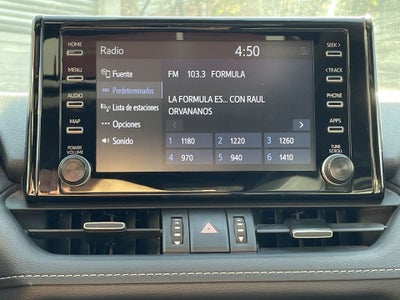 Radio 4:50
HOME
MENU
AUDIO
MAP
POWER
VOLUME
Fuente
Predeterminados
Lista de estaciones
Opciones
Sonido
FM 103.3 FORMULA
LA FORMULA ES... CON RAUL
ORVANANOS
1 1180 2 1220 3 1260
4 970 5 940 6 1410
SEEK
TRACK
PHONE
APPS
TUNE
SCROLL